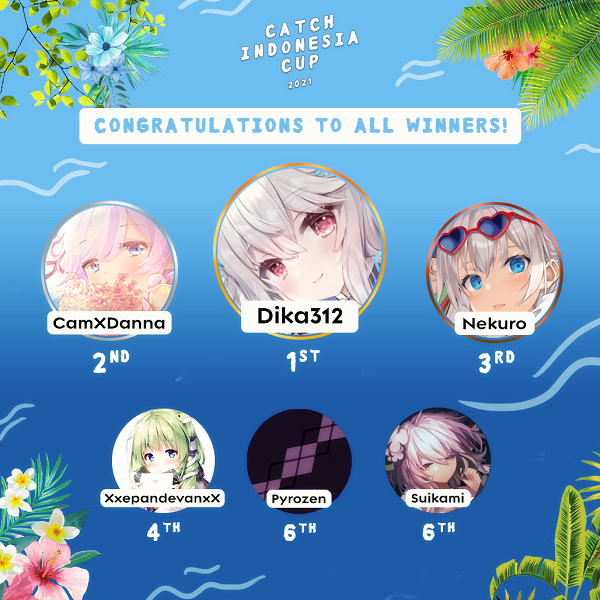 CATCH
INDONESIA
CUP
2021
CONGRATULATIONS TO ALL WINNERS!
CamXDanna
2ND
Dika312
1ST
Nekuro
3RD
XxepandevanxX
4TH
Pyrozen
6TH
Suikami
6TH